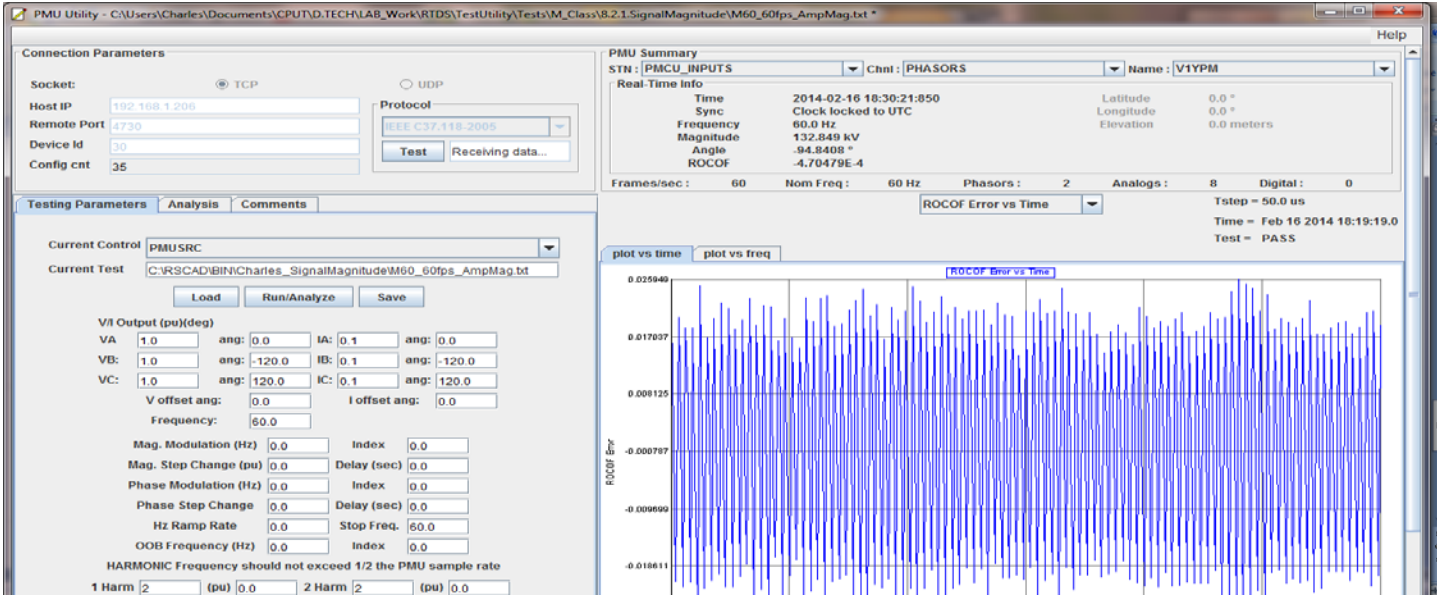 PMU Utility - C:\Users\Charles\Documents\CPUT\D.TECH\LAB_Work\RTDS\TestUtility\Tests\M_Class\8.2.1.SignalMagnitude\M60_60fps_AmpMag.txt *
Help
Connection Parameters
Socket: TCP UDP
Host IP 192.168.1.206
Remote Port 4730
Device Id 30
Config cnt 35
Protocol
IEEE C37.118-2005
Test Receiving data...
PMU Summary
STN : PMCU_INPUTS Chnl : PHASORS Name : V1YPM
Real-Time Info
Time 2014-02-16 18:30:21:850 Latitude 0.0 °
Sync Clock locked to UTC Longitude 0.0 °
Frequency 60.0 Hz Elevation 0.0 meters
Magnitude 132.849 kV
Angle -94.8408 °
ROCOF -4.70479E-4
Frames/sec : 60 Nom Freq : 60 Hz Phasors : 2 Analogs : 8 Digital : 0
Testing Parameters Analysis Comments
Current Control PMUSRC
Current Test C:\RSCAD\BIN\Charles_SignalMagnitude\M60_60fps_AmpMag.txt
Load Run/Analyze Save
V/I Output (pu)(deg)
VA 1.0 ang: 0.0 IA: 0.1 ang: 0.0
VB: 1.0 ang: -120.0 IB: 0.1 ang: -120.0
VC: 1.0 ang: 120.0 IC: 0.1 ang: 120.0
V offset ang: 0.0 I offset ang: 0.0
Frequency: 60.0
Mag. Modulation (Hz) 0.0 Index 0.0
Mag. Step Change (pu) 0.0 Delay (sec) 0.0
Phase Modulation (Hz) 0.0 Index 0.0
Phase Step Change 0.0 Delay (sec) 0.0
Hz Ramp Rate 0.0 Stop Freq. 60.0
OOB Frequency (Hz) 0.0 Index 0.0
HARMONIC Frequency should not exceed 1/2 the PMU sample rate
1 Harm 2 (pu) 0.0 2 Harm 2 (pu) 0.0
ROCOF Error vs Time
Tstep = 50.0 us
Time = Feb 16 2014 18:19:19.0
Test = PASS
plot vs time plot vs freq
ROCOF Error vs Time
0.025949
0.017037
0.008125
-0.000787
-0.009699
-0.018611
ROCOF Error